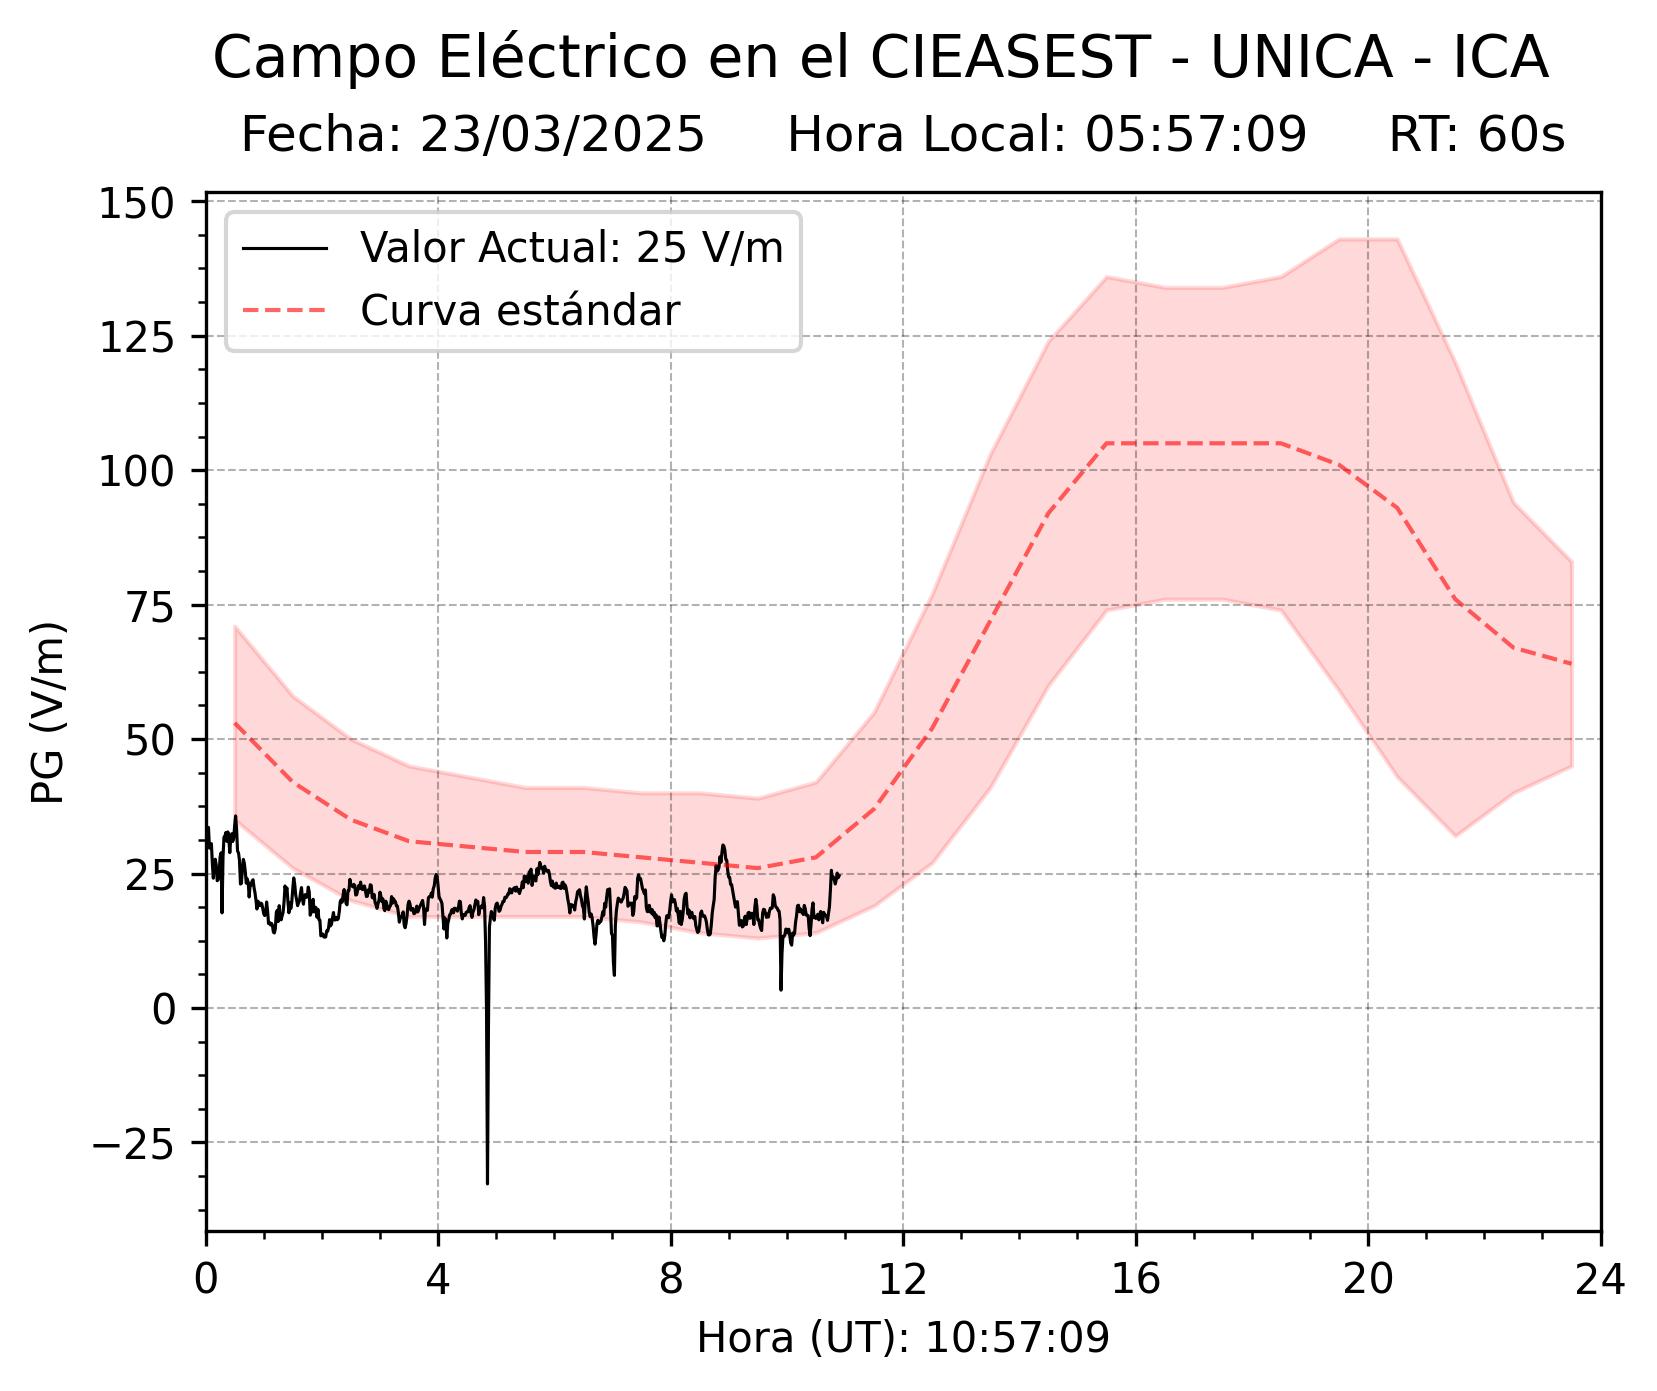 Campo Eléctrico en el CIEASEST - UNICA - ICA
Fecha: 23/03/2025 Hora Local: 05:57:09 RT: 60s
Valor Actual: 25 V/m
Curva estándar
PG (V/m)
150
125
100
75
50
25
0
−25
0 4 8 12 16 20 24
Hora (UT): 10:57:09